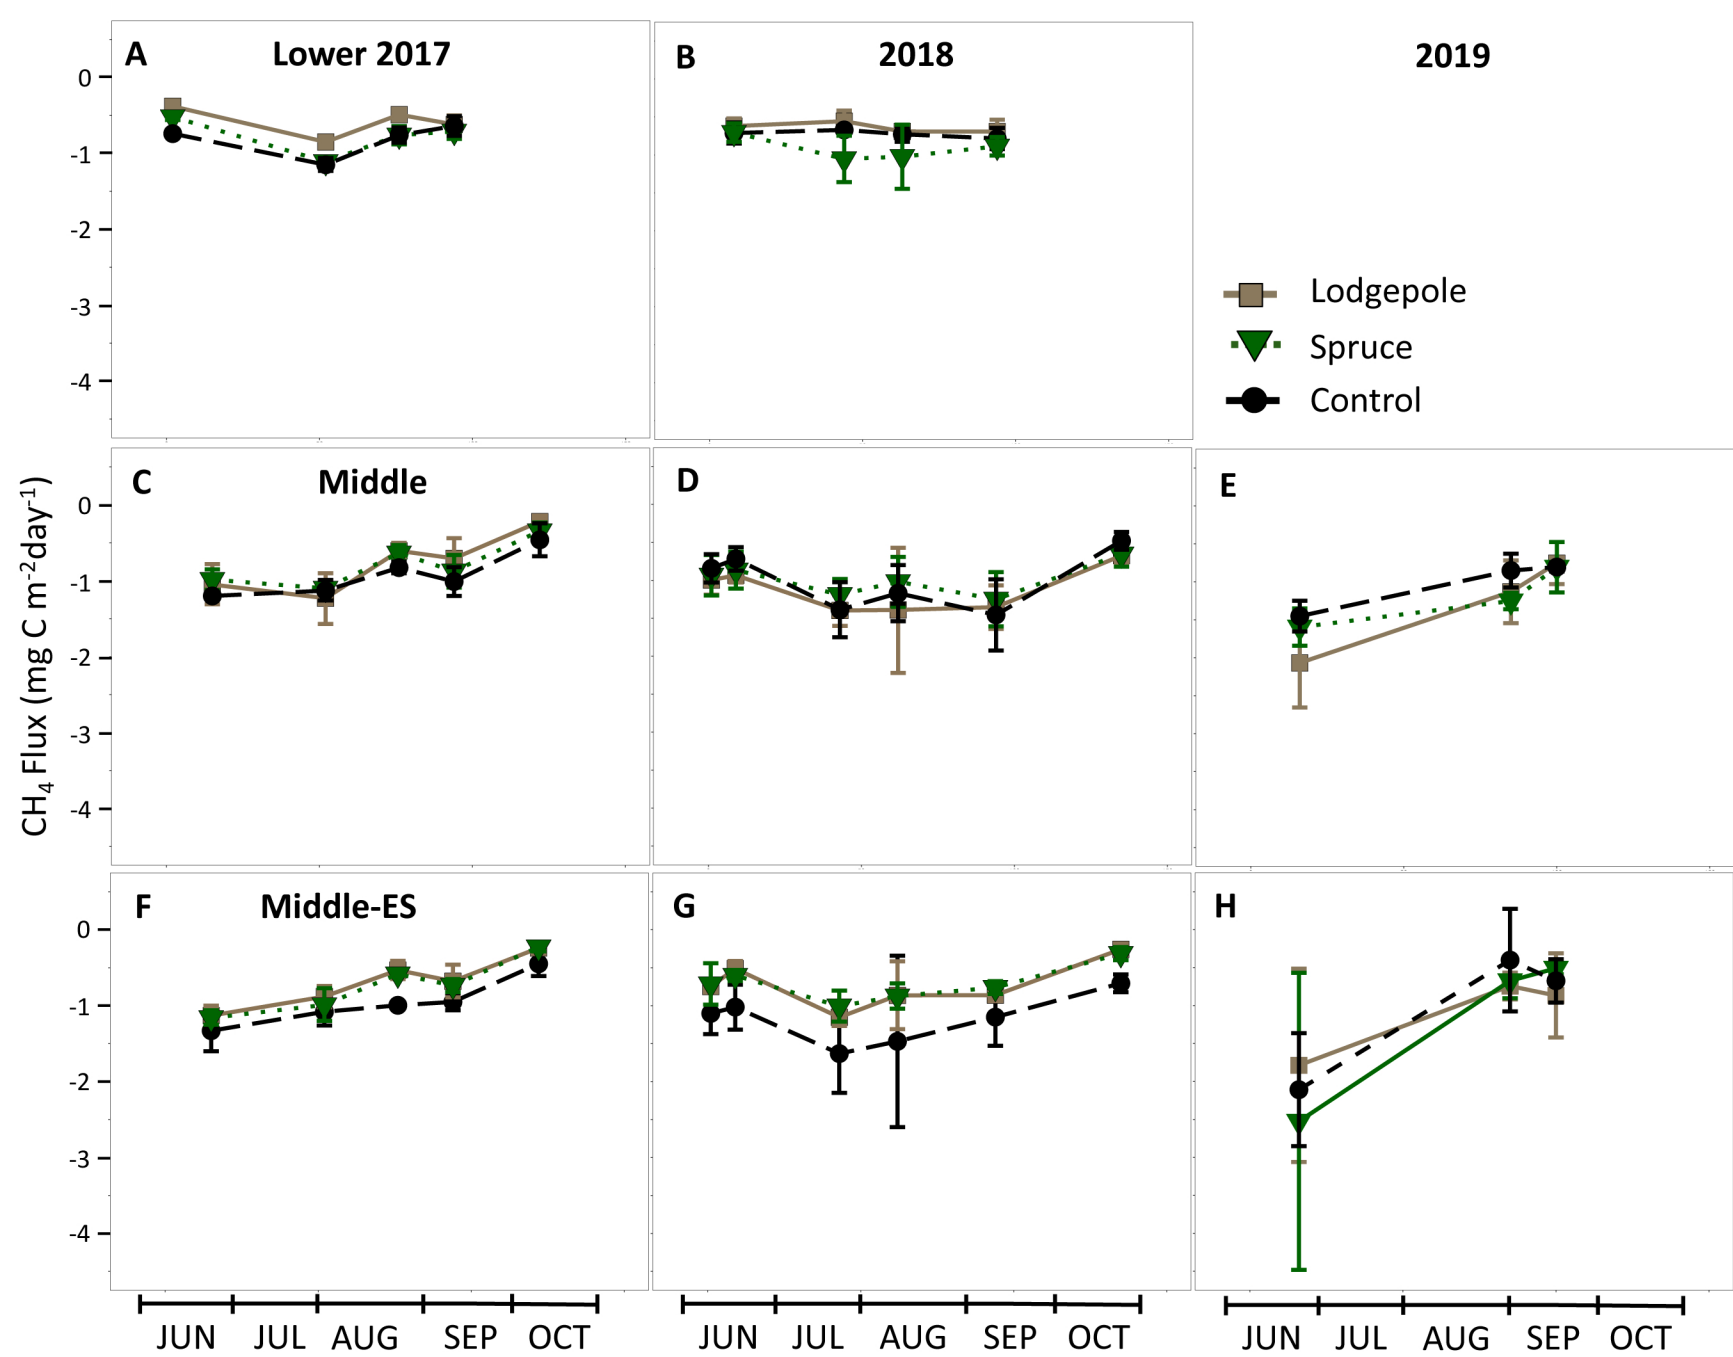 A Lower 2017
B 2018
2019
0
-1
-2
-3
-4
Lodgepole
Spruce
Control
CH4 Flux (mg C m-2day-1)
C Middle
D
E
0
-1
-2
-3
-4
F Middle-ES
G
H
0
-1
-2
-3
-4
JUN JUL AUG SEP OCT
JUN JUL AUG SEP OCT
JUN JUL AUG SEP OCT